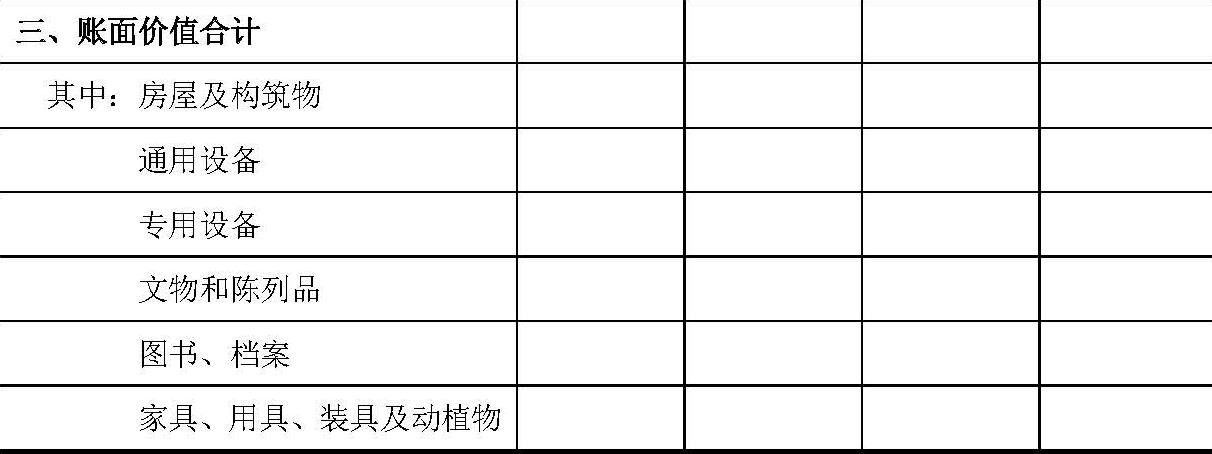 三、账面价值合计
其中：房屋及构筑物
通用设备
专用设备
文物和陈列品
图书、档案
家具、用具、装具及动植物